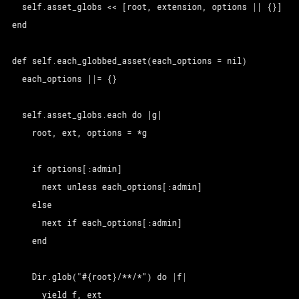 self.asset_globs << [root, extension, options || {}]
end
def self.each_globbed_asset(each_options = nil)
each_options ||= {}
self.asset_globs.each do |g|
root, ext, options = *g
if options[:admin]
next unless each_options[:admin]
else
next if each_options[:admin]
end
Dir.glob("#{root}/**/*") do |f|
yield f, ext